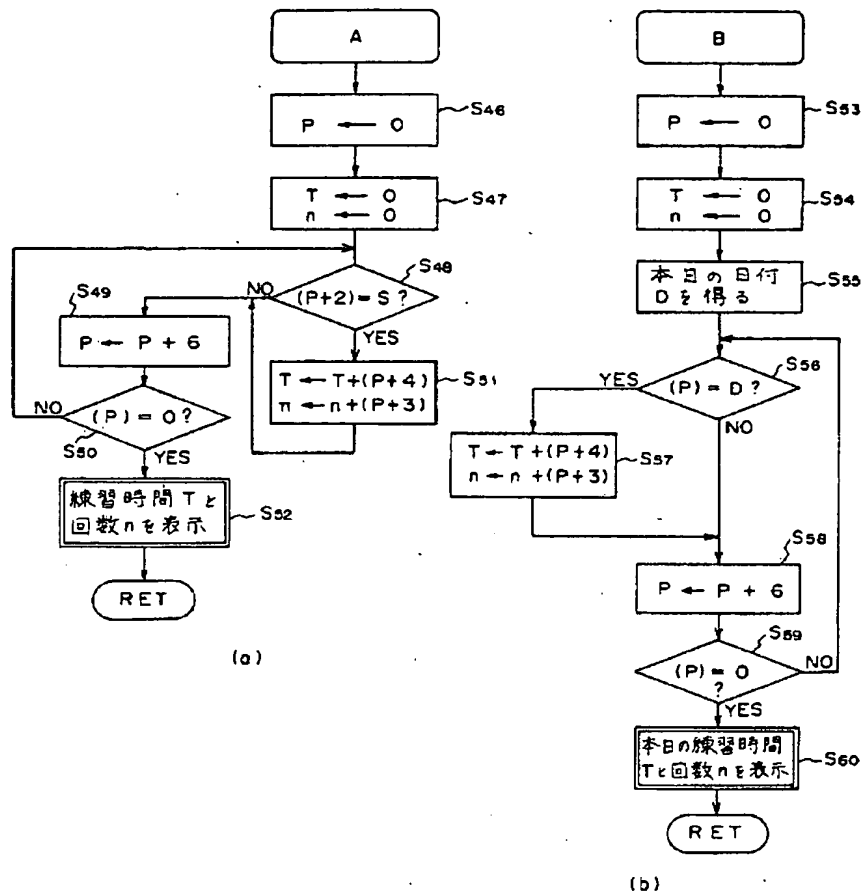 A
P ← 0
S46
T ← 0
n ← 0
S47
(P+2)=S?
S48
NO
YES
S49
P ← P + 6
T ← T+(P+4)
n ← n+(P+3)
S51
(P)=0?
NO
S50
YES
練習時間Tと
回数nを表示
S52
RET
(a)
B
P ← 0
S53
T ← 0
n ← 0
S54
本日の日付
Dを得る
S55
(P)=D?
S56
YES
NO
T ← T+(P+4)
n ← n+(P+3)
S57
S58
P ← P + 6
S59
(P)=0
?
NO
YES
本日の練習時間
Tと回数nを表示
S60
RET
(b)